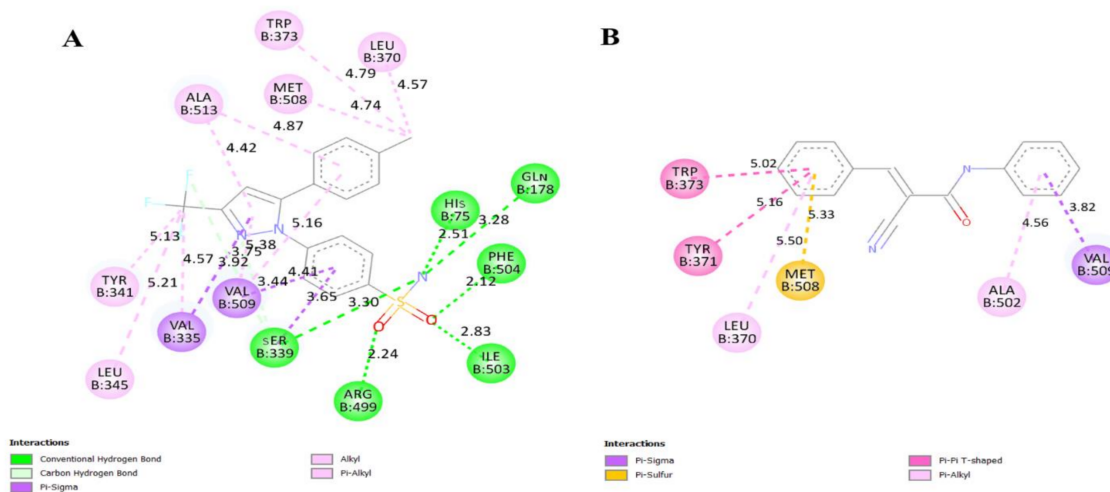 A
TRP
B:373
LEU
B:370
4.79
4.57
MET
B:508
4.74
ALA
B:513
4.87
4.42
GLN
B:178
HIs
B:75
3.28
2.51
F
F
5.16
N
N
5.38
3.75
5.13
4.57
3.92
PHE
B:504
TYR
B:341
5.21
VAL
B:509
3.44
4.41
3.65
N
2.12
3.30
S
O
O
VAL
B:335
sER
B:339
2.83
2.24
ILE
B:503
LEU
B:345
ARG
B:499
Interactions
Conventional Hydrogen Bond
Carbon Hydrogen Bond
Pi-Sigma
Alkyl
Pi-Alkyl
B
TRP
B:373
5.02
N
3.82
5.16
5.33
4.56
O
TYR
B:371
5.50
N
MET
B:508
VAL
B:509
ALA
B:502
LEU
B:370
Interactions
Pi-Sigma
Pi-Sulfur
Pi-Pi T-shaped
Pi-Alkyl